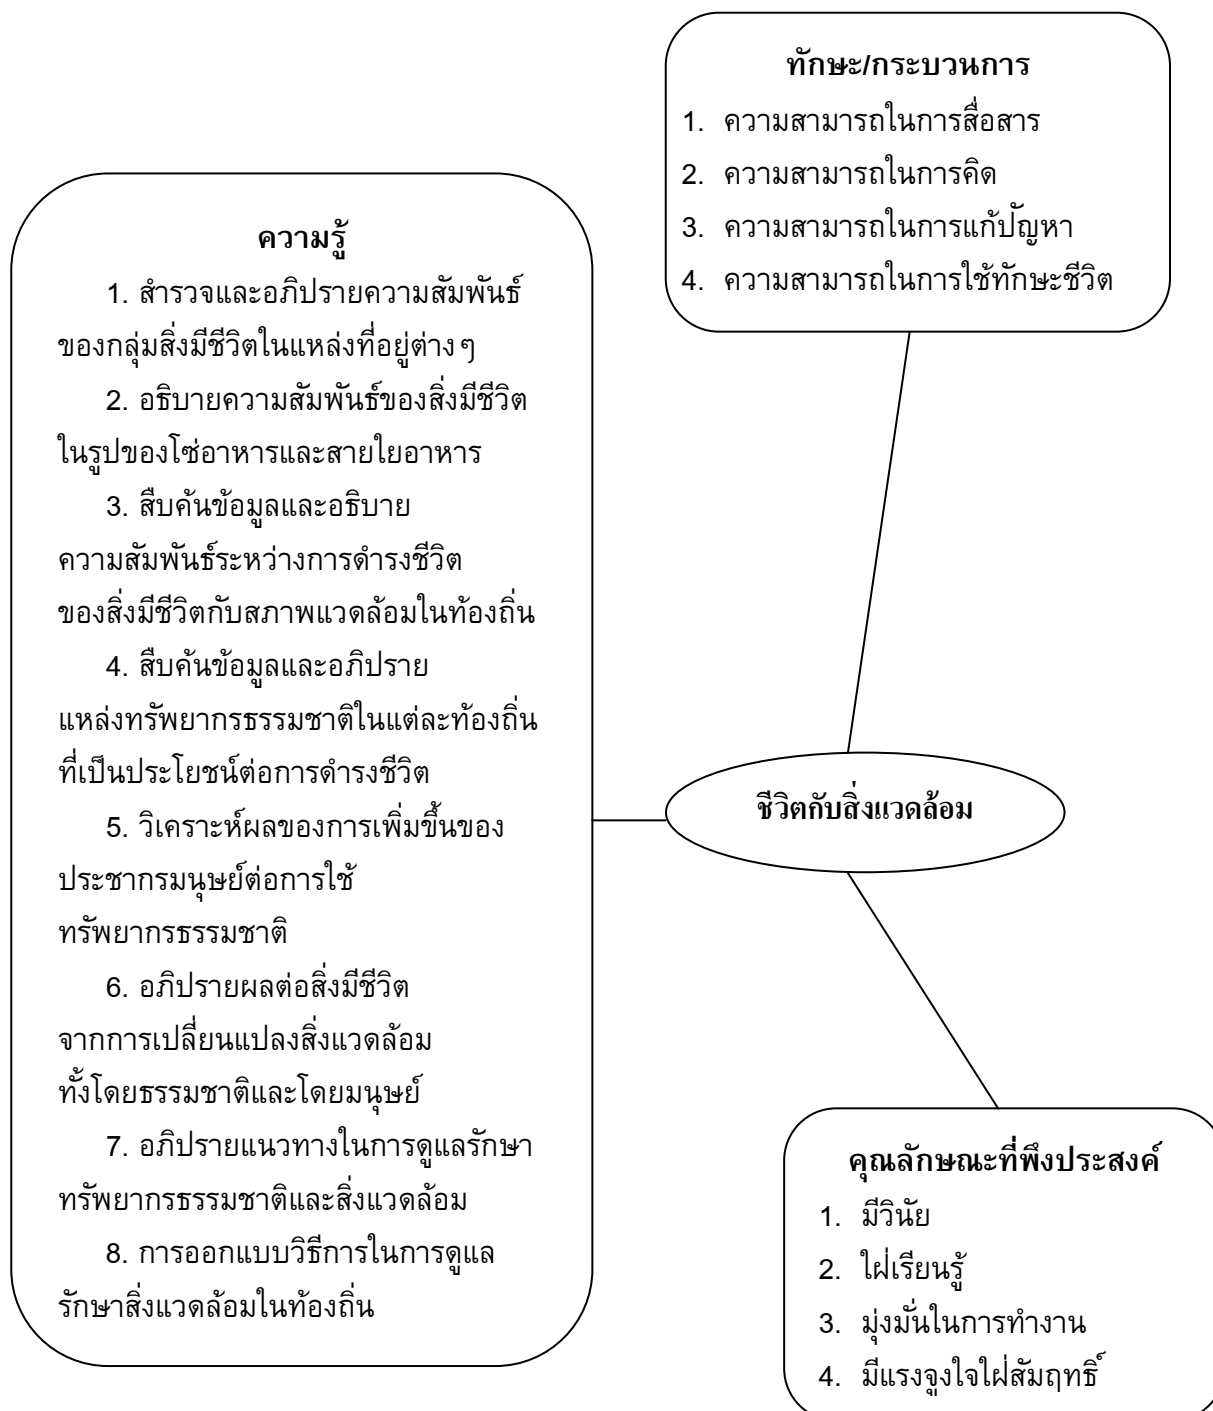 ทักษะ/กระบวนการ
1. ความสามารถในการสื่อสาร
2. ความสามารถในการคิด
3. ความสามารถในการแก้ปัญหา
4. ความสามารถในการใช้ทักษะชีวิต
ความรู้
1. สำรวจและอภิปรายความสัมพันธ์
ของกลุ่มสิ่งมีชีวิตในแหล่งที่อยู่ต่าง ๆ
2. อธิบายความสัมพันธ์ของสิ่งมีชีวิต
ในรูปของโซ่อาหารและสายใยอาหาร
3. สืบค้นข้อมูลและอธิบาย
ความสัมพันธ์ระหว่างการดำรงชีวิต
ของสิ่งมีชีวิตกับสภาพแวดล้อมในท้องถิ่น
4. สืบค้นข้อมูลและอภิปราย
แหล่งทรัพยากรธรรมชาติในแต่ละท้องถิ่น
ที่เป็นประโยชน์ต่อการดำรงชีวิต
5. วิเคราะห์ผลของการเพิ่มขึ้นของ
ประชากรมนุษย์ต่อการใช้
ทรัพยากรธรรมชาติ
6. อภิปรายผลต่อสิ่งมีชีวิต
จากการเปลี่ยนแปลงสิ่งแวดล้อม
ทั้งโดยธรรมชาติและโดยมนุษย์
7. อภิปรายแนวทางในการดูแลรักษา
ทรัพยากรธรรมชาติและสิ่งแวดล้อม
8. การออกแบบวิธีการในการดูแล
รักษาสิ่งแวดล้อมในท้องถิ่น
ชีวิตกับสิ่งแวดล้อม
คุณลักษณะที่พึงประสงค์
1. มีวินัย
2. ใฝ่เรียนรู้
3. มุ่งมั่นในการทำงาน
4. มีแรงจูงใจใฝ่สัมฤทธิ์